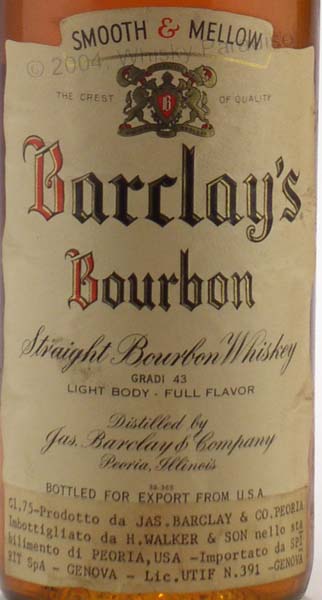 SMOOTH & MELLOW
© 2004, Whisky Paradise
THE CREST OF QUALITY
B
Barclay's
Bourbon
Straight Bourbon Whiskey
GRADI 43
LIGHT BODY - FULL FLAVOR
Distilled by
Jas. Barclay & Company
Peoria, Illinois
BOTTLED FOR EXPORT FROM U.S.A.
Cl.75-Prodotto da JAS.BARCLAY & CO.PEORIA
Imbottigliato da H.WALKER & SON nello sta
bilimento di PEORIA,USA -Importato da SPI
RIT SpA - GENOVA - Lic.UTIF N.391 -GENOVA